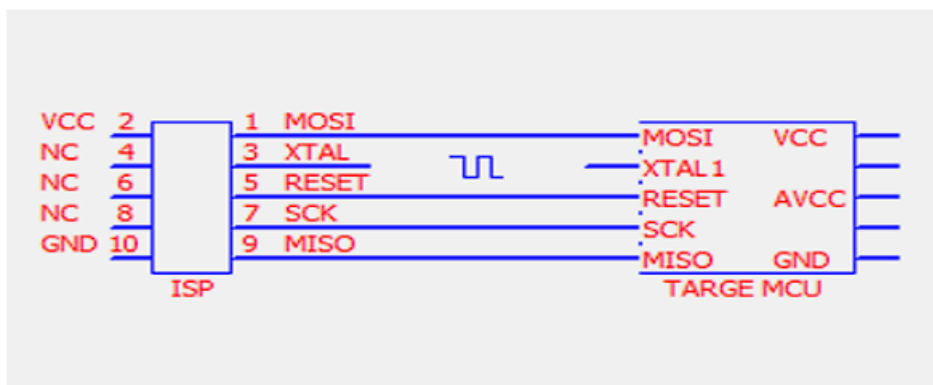 VCC 2 1 MOSI MOSI VCC
NC 4 3 XTAL XTAL1
NC 6 5 RESET RESET AVCC
NC 8 7 SCK SCK
GND 10 9 MISO MISO GND
ISP TARGE MCU